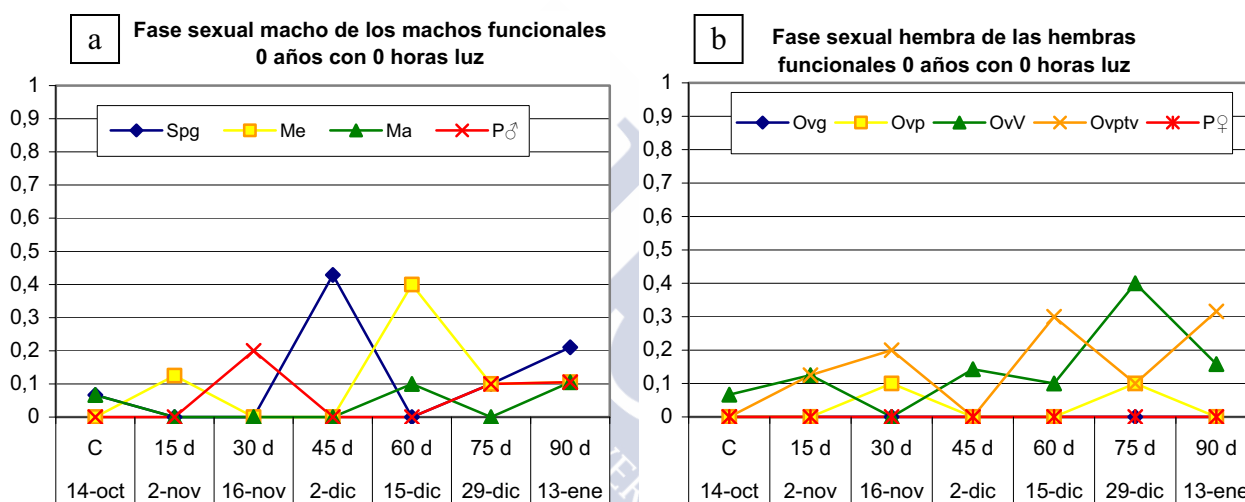 a
Fase sexual macho de los machos funcionales
0 años con 0 horas luz
1
0,9
0,8
0,7
0,6
0,5
0,4
0,3
0,2
0,1
0
Spg Me Ma P♂
C 15 d 30 d 45 d 60 d 75 d 90 d
14-oct 2-nov 16-nov 2-dic 15-dic 29-dic 13-ene
b
Fase sexual hembra de las hembras
funcionales 0 años con 0 horas luz
1
0,9
0,8
0,7
0,6
0,5
0,4
0,3
0,2
0,1
0
Ovg Ovp OvV Ovptv P♀
C 15 d 30 d 45 d 60 d 75 d 90 d
14-oct 2-nov 16-nov 2-dic 15-dic 29-dic 13-ene